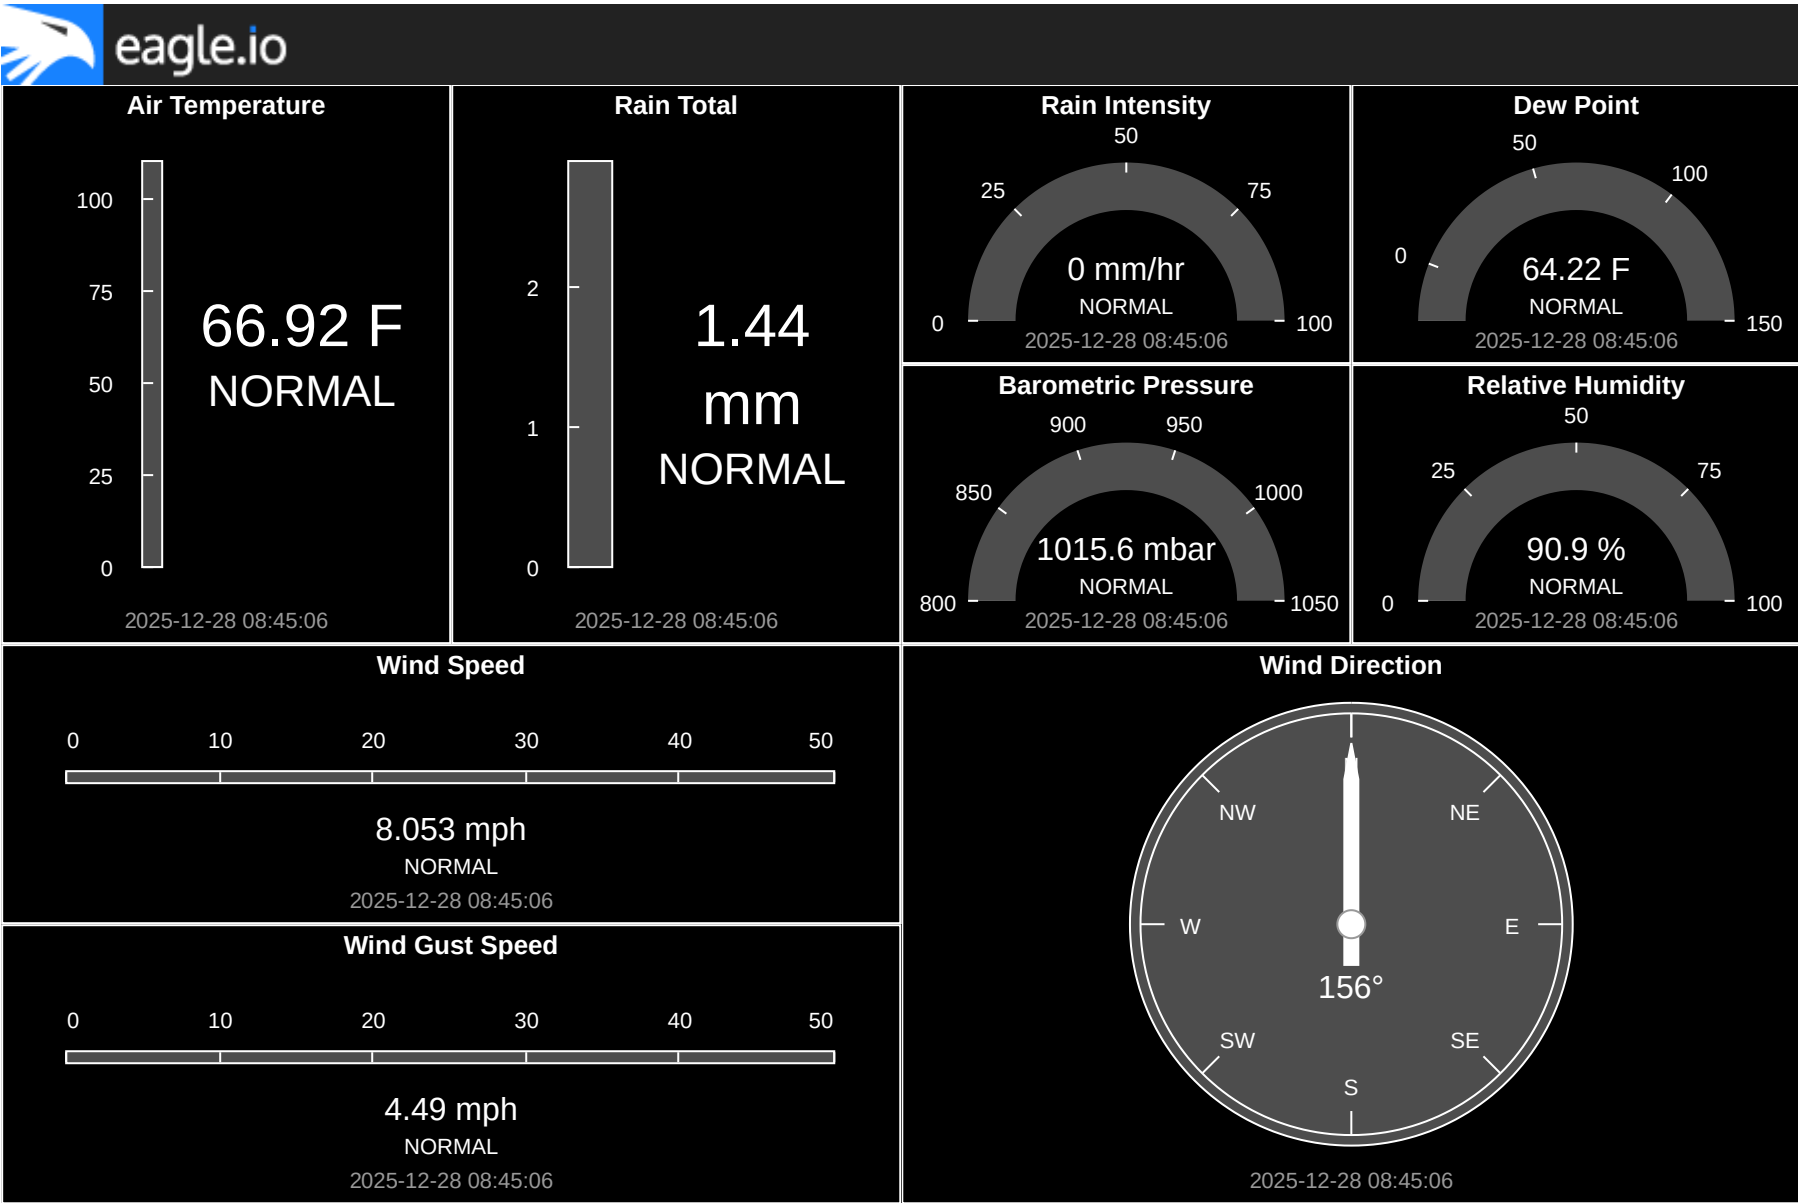 eagle.io
Air Temperature
100
75
50
25
0
66.92 F
NORMAL
2025-12-28 08:45:06
Rain Total
2
1
0
1.44
mm
NORMAL
2025-12-28 08:45:06
Rain Intensity
0
25
50
75
100
0 mm/hr
NORMAL
2025-12-28 08:45:06
Dew Point
0
50
100
150
64.22 F
NORMAL
2025-12-28 08:45:06
Barometric Pressure
800
850
900
950
1000
1050
1015.6 mbar
NORMAL
2025-12-28 08:45:06
Relative Humidity
0
25
50
75
100
90.9 %
NORMAL
2025-12-28 08:45:06
Wind Speed
0 10 20 30 40 50
8.053 mph
NORMAL
2025-12-28 08:45:06
Wind Gust Speed
0 10 20 30 40 50
4.49 mph
NORMAL
2025-12-28 08:45:06
Wind Direction
NW NE
W E
156°
SW SE
S
2025-12-28 08:45:06